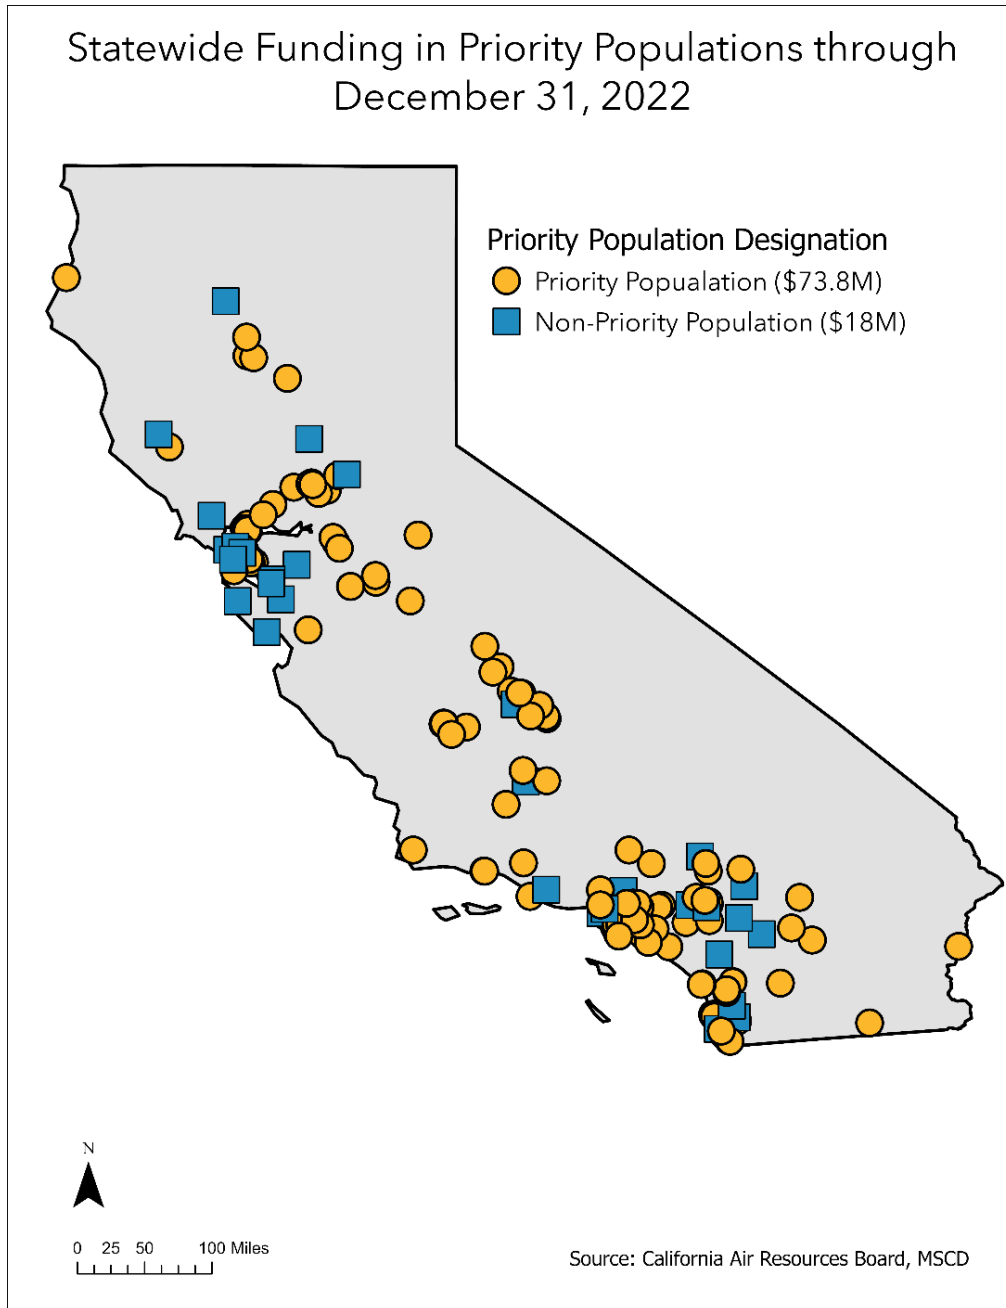 Statewide Funding in Priority Populations through
December 31, 2022
Priority Population Designation
Priority Popualation ($73.8M)
Non-Priority Population ($18M)
N
0 25 50 100 Miles
Source: California Air Resources Board, MSCD